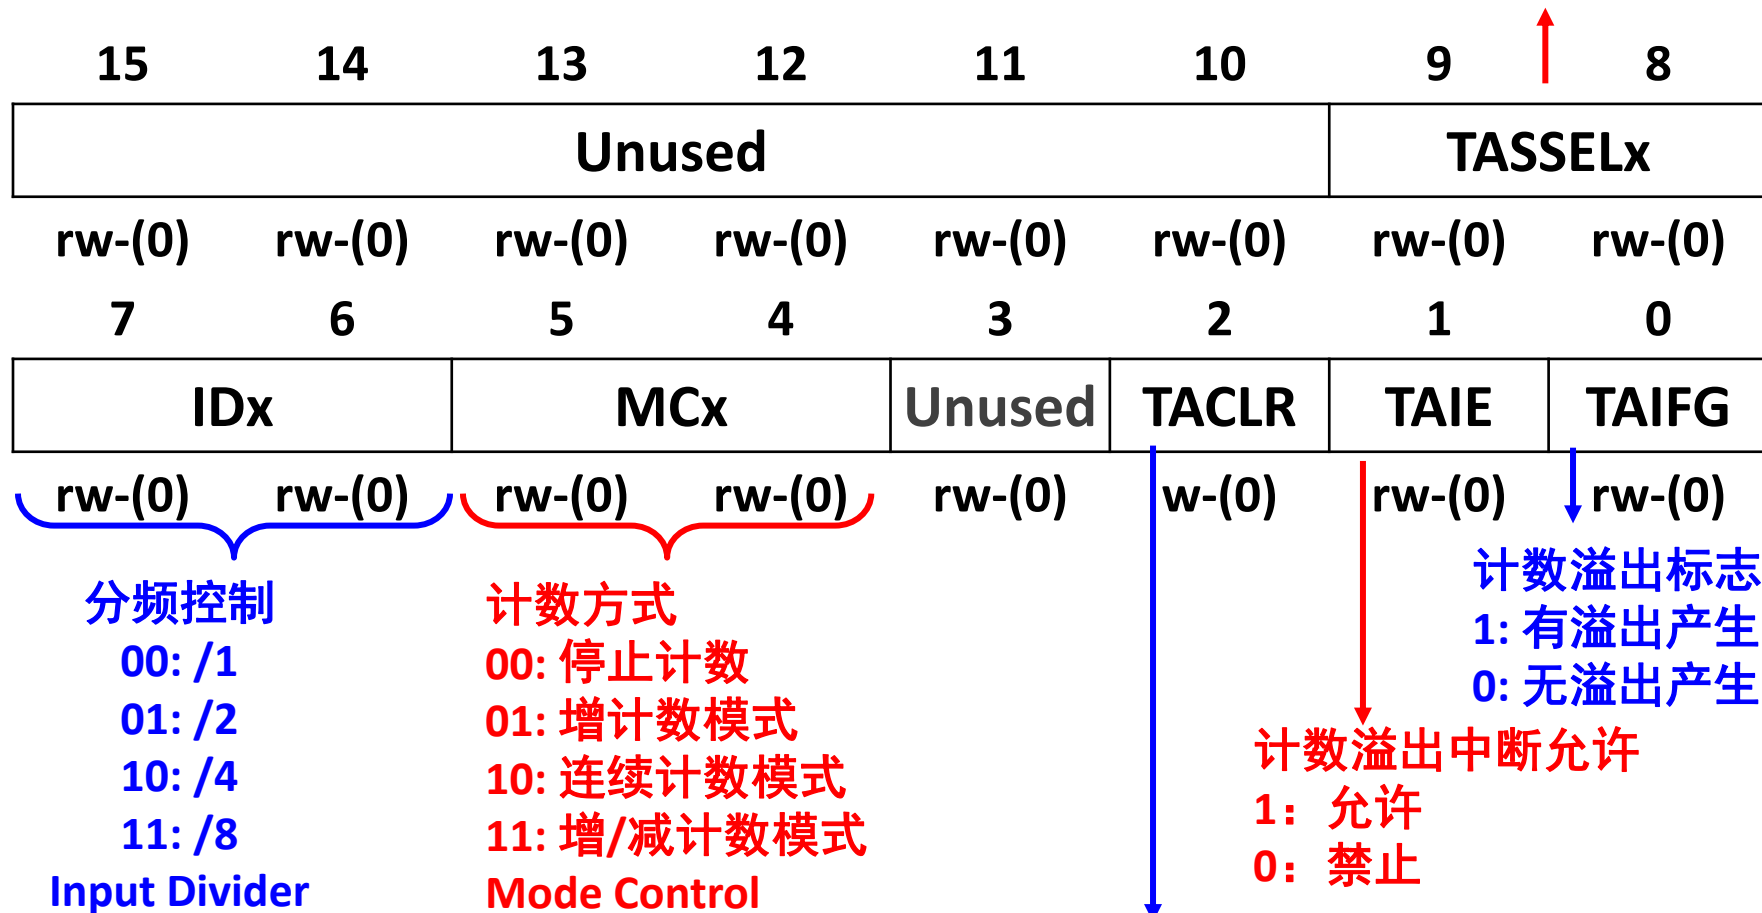 15 14 13 12 11 10 9 8
Unused TASSELx
rw-(0) rw-(0) rw-(0) rw-(0) rw-(0) rw-(0) rw-(0) rw-(0)
7 6 5 4 3 2 1 0
IDx MCx Unused TACLR TAIE TAIFG
rw-(0) rw-(0) rw-(0) rw-(0) rw-(0) w-(0) rw-(0) rw-(0)
分频控制
00: /1
01: /2
10: /4
11: /8
Input Divider
计数方式
00: 停止计数
01: 增计数模式
10: 连续计数模式
11: 增/减计数模式
Mode Control
计数溢出中断允许
1：允许
0：禁止
计数溢出标志
1: 有溢出产生
0: 无溢出产生